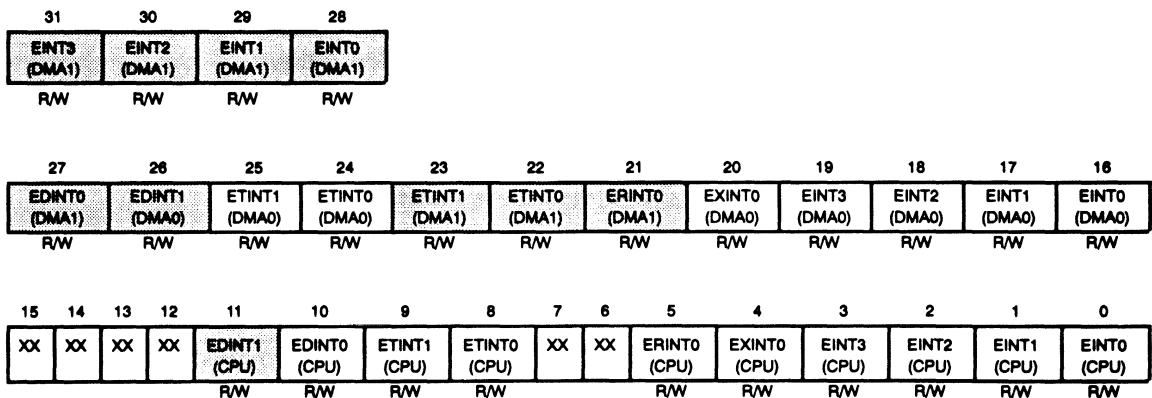 31 30 29 28
EINT3 EINT2 EINT1 EINT0
(DMA1) (DMA1) (DMA1) (DMA1)
R/W R/W R/W R/W
27 26 25 24 23 22 21 20 19 18 17 16
EDINT0 EDINT1 ETINT1 ETINT0 ETINT1 ETINT0 ERINT0 EXINT0 EINT3 EINT2 EINT1 EINT0
(DMA1) (DMA0) (DMA0) (DMA0) (DMA1) (DMA1) (DMA1) (DMA0) (DMA0) (DMA0) (DMA0) (DMA0)
R/W R/W R/W R/W R/W R/W R/W R/W R/W R/W R/W R/W
15 14 13 12 11 10 9 8 7 6 5 4 3 2 1 0
XX XX XX XX EDINT1 EDINT0 ETINT1 ETINT0 XX XX ERINT0 EXINT0 EINT3 EINT2 EINT1 EINT0
(CPU) (CPU) (CPU) (CPU) (CPU) (CPU) (CPU) (CPU) (CPU) (CPU)
R/W R/W R/W R/W R/W R/W R/W R/W R/W R/W